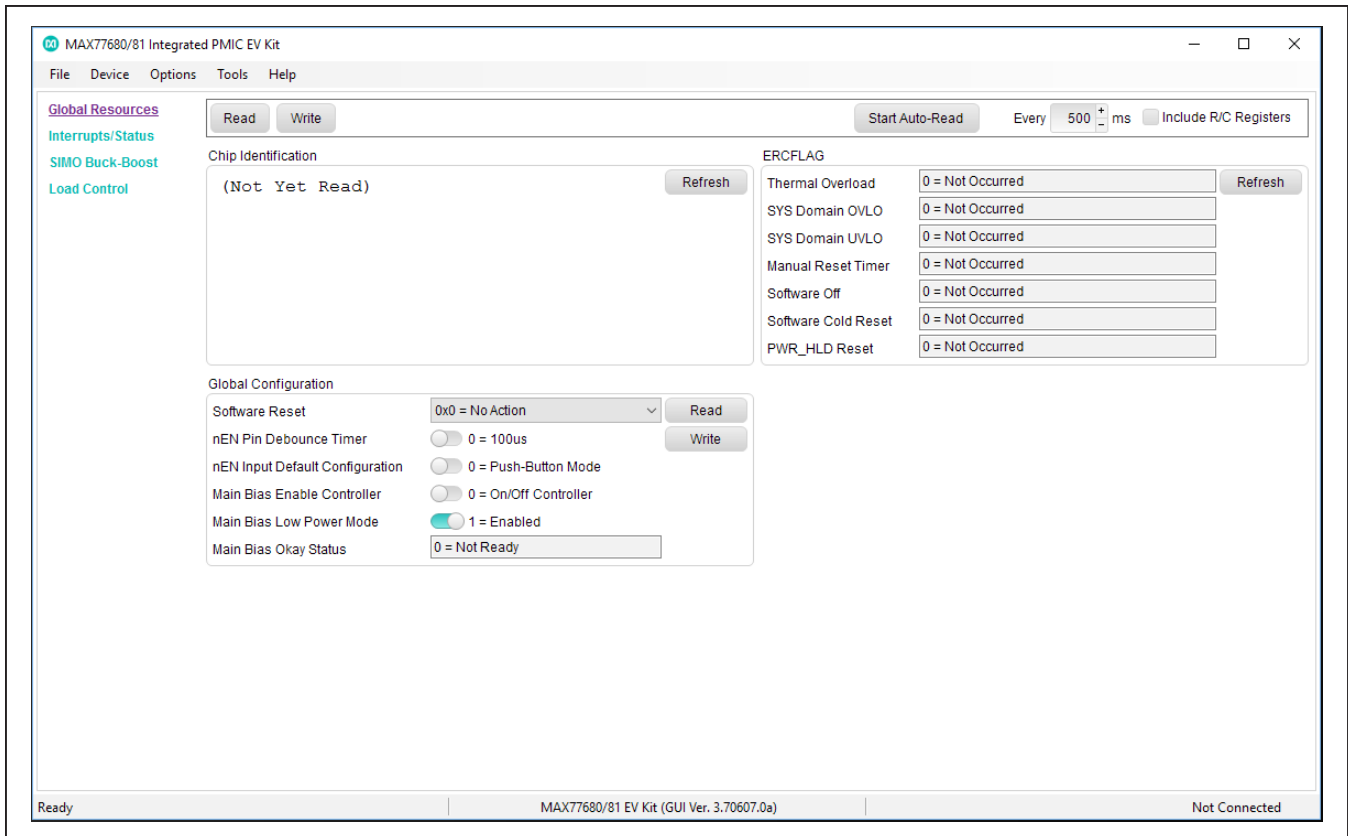 MAX77680/81 Integrated PMIC EV Kit
File Device Options Tools Help
Global Resources
Interrupts/Status
SIMO Buck-Boost
Load Control
Read Write Start Auto-Read Every 500 + - ms Include R/C Registers
Chip Identification
(Not Yet Read) Refresh
ERCFLAG
Thermal Overload 0 = Not Occurred Refresh
SYS Domain OVLO 0 = Not Occurred
SYS Domain UVLO 0 = Not Occurred
Manual Reset Timer 0 = Not Occurred
Software Off 0 = Not Occurred
Software Cold Reset 0 = Not Occurred
PWR_HLD Reset 0 = Not Occurred
Global Configuration
Software Reset 0x0 = No Action Read
nEN Pin Debounce Timer 0 = 100us Write
nEN Input Default Configuration 0 = Push-Button Mode
Main Bias Enable Controller 0 = On/Off Controller
Main Bias Low Power Mode 1 = Enabled
Main Bias Okay Status 0 = Not Ready
Ready MAX77680/81 EV Kit (GUI Ver. 3.70607.0a) Not Connected